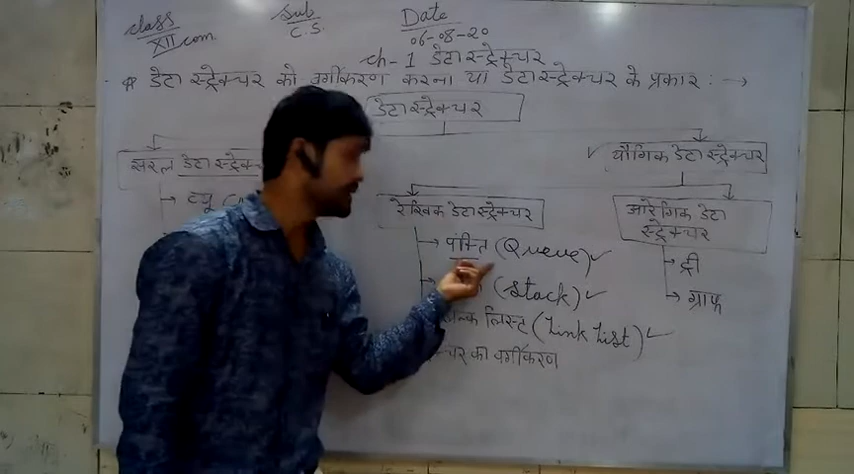 class Sub Date
XII com. C.S. 06-08-20
ch-1 डेटा स्ट्रेक्चर
डेटा स्ट्रेक्चर को वर्गीकरण करना या डेटा स्ट्रेक्चर के प्रकार : →
डेटा स्ट्रेक्चर
सरल डेटा स्ट्रेक्च
यौगिक डेटा स्ट्रेक्चर
रेखिक डेटा स्ट्रेक्चर
डेटा
स्ट्रेक्चर
→ पंक्ति (Queue) ✓
(Stack) ✓
लिस्ट (Link List) ✓
चर का वर्गीकरण
→ ट्री
→ ग्राफ